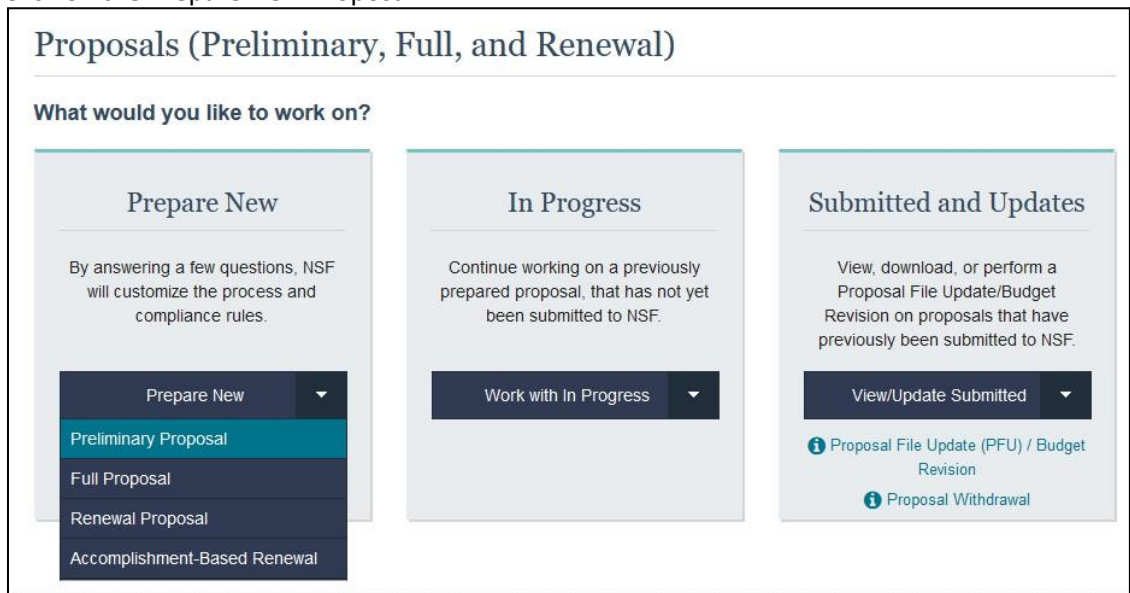 Proposals (Preliminary, Full, and Renewal)
What would you like to work on?
Prepare New
By answering a few questions, NSF
will customize the process and
compliance rules.
Prepare New
Preliminary Proposal
Full Proposal
Renewal Proposal
Accomplishment-Based Renewal
In Progress
Continue working on a previously
prepared proposal, that has not yet
been submitted to NSF.
Work with In Progress
Submitted and Updates
View, download, or perform a
Proposal File Update/Budget
Revision on proposals that have
previously been submitted to NSF.
View/Update Submitted
Proposal File Update (PFU) / Budget
Revision
Proposal Withdrawal